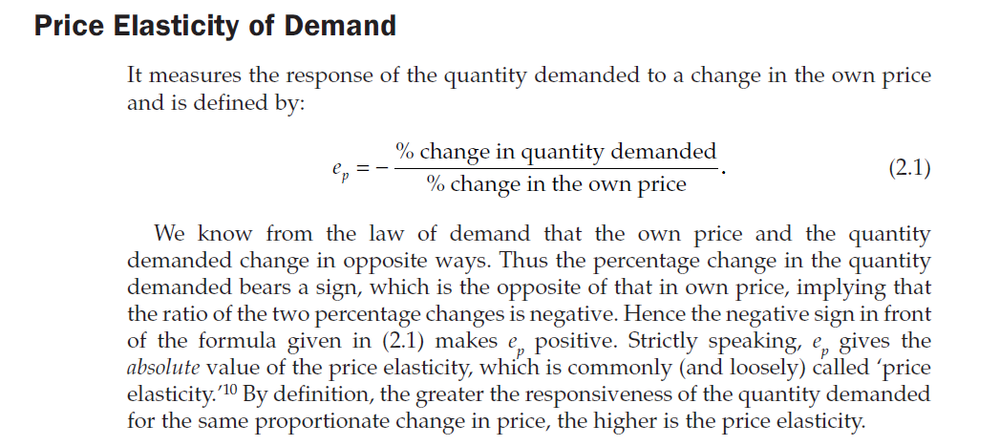 Price Elasticity of Demand
It measures the response of the quantity demanded to a change in the own price
and is defined by:
e_p = − % change in quantity demanded / % change in the own price . (2.1)
We know from the law of demand that the own price and the quantity
demanded change in opposite ways. Thus the percentage change in the quantity
demanded bears a sign, which is the opposite of that in own price, implying that
the ratio of the two percentage changes is negative. Hence the negative sign in front
of the formula given in (2.1) makes e_p positive. Strictly speaking, e_p gives the
absolute value of the price elasticity, which is commonly (and loosely) called ‘price
elasticity.’10 By definition, the greater the responsiveness of the quantity demanded
for the same proportionate change in price, the higher is the price elasticity.